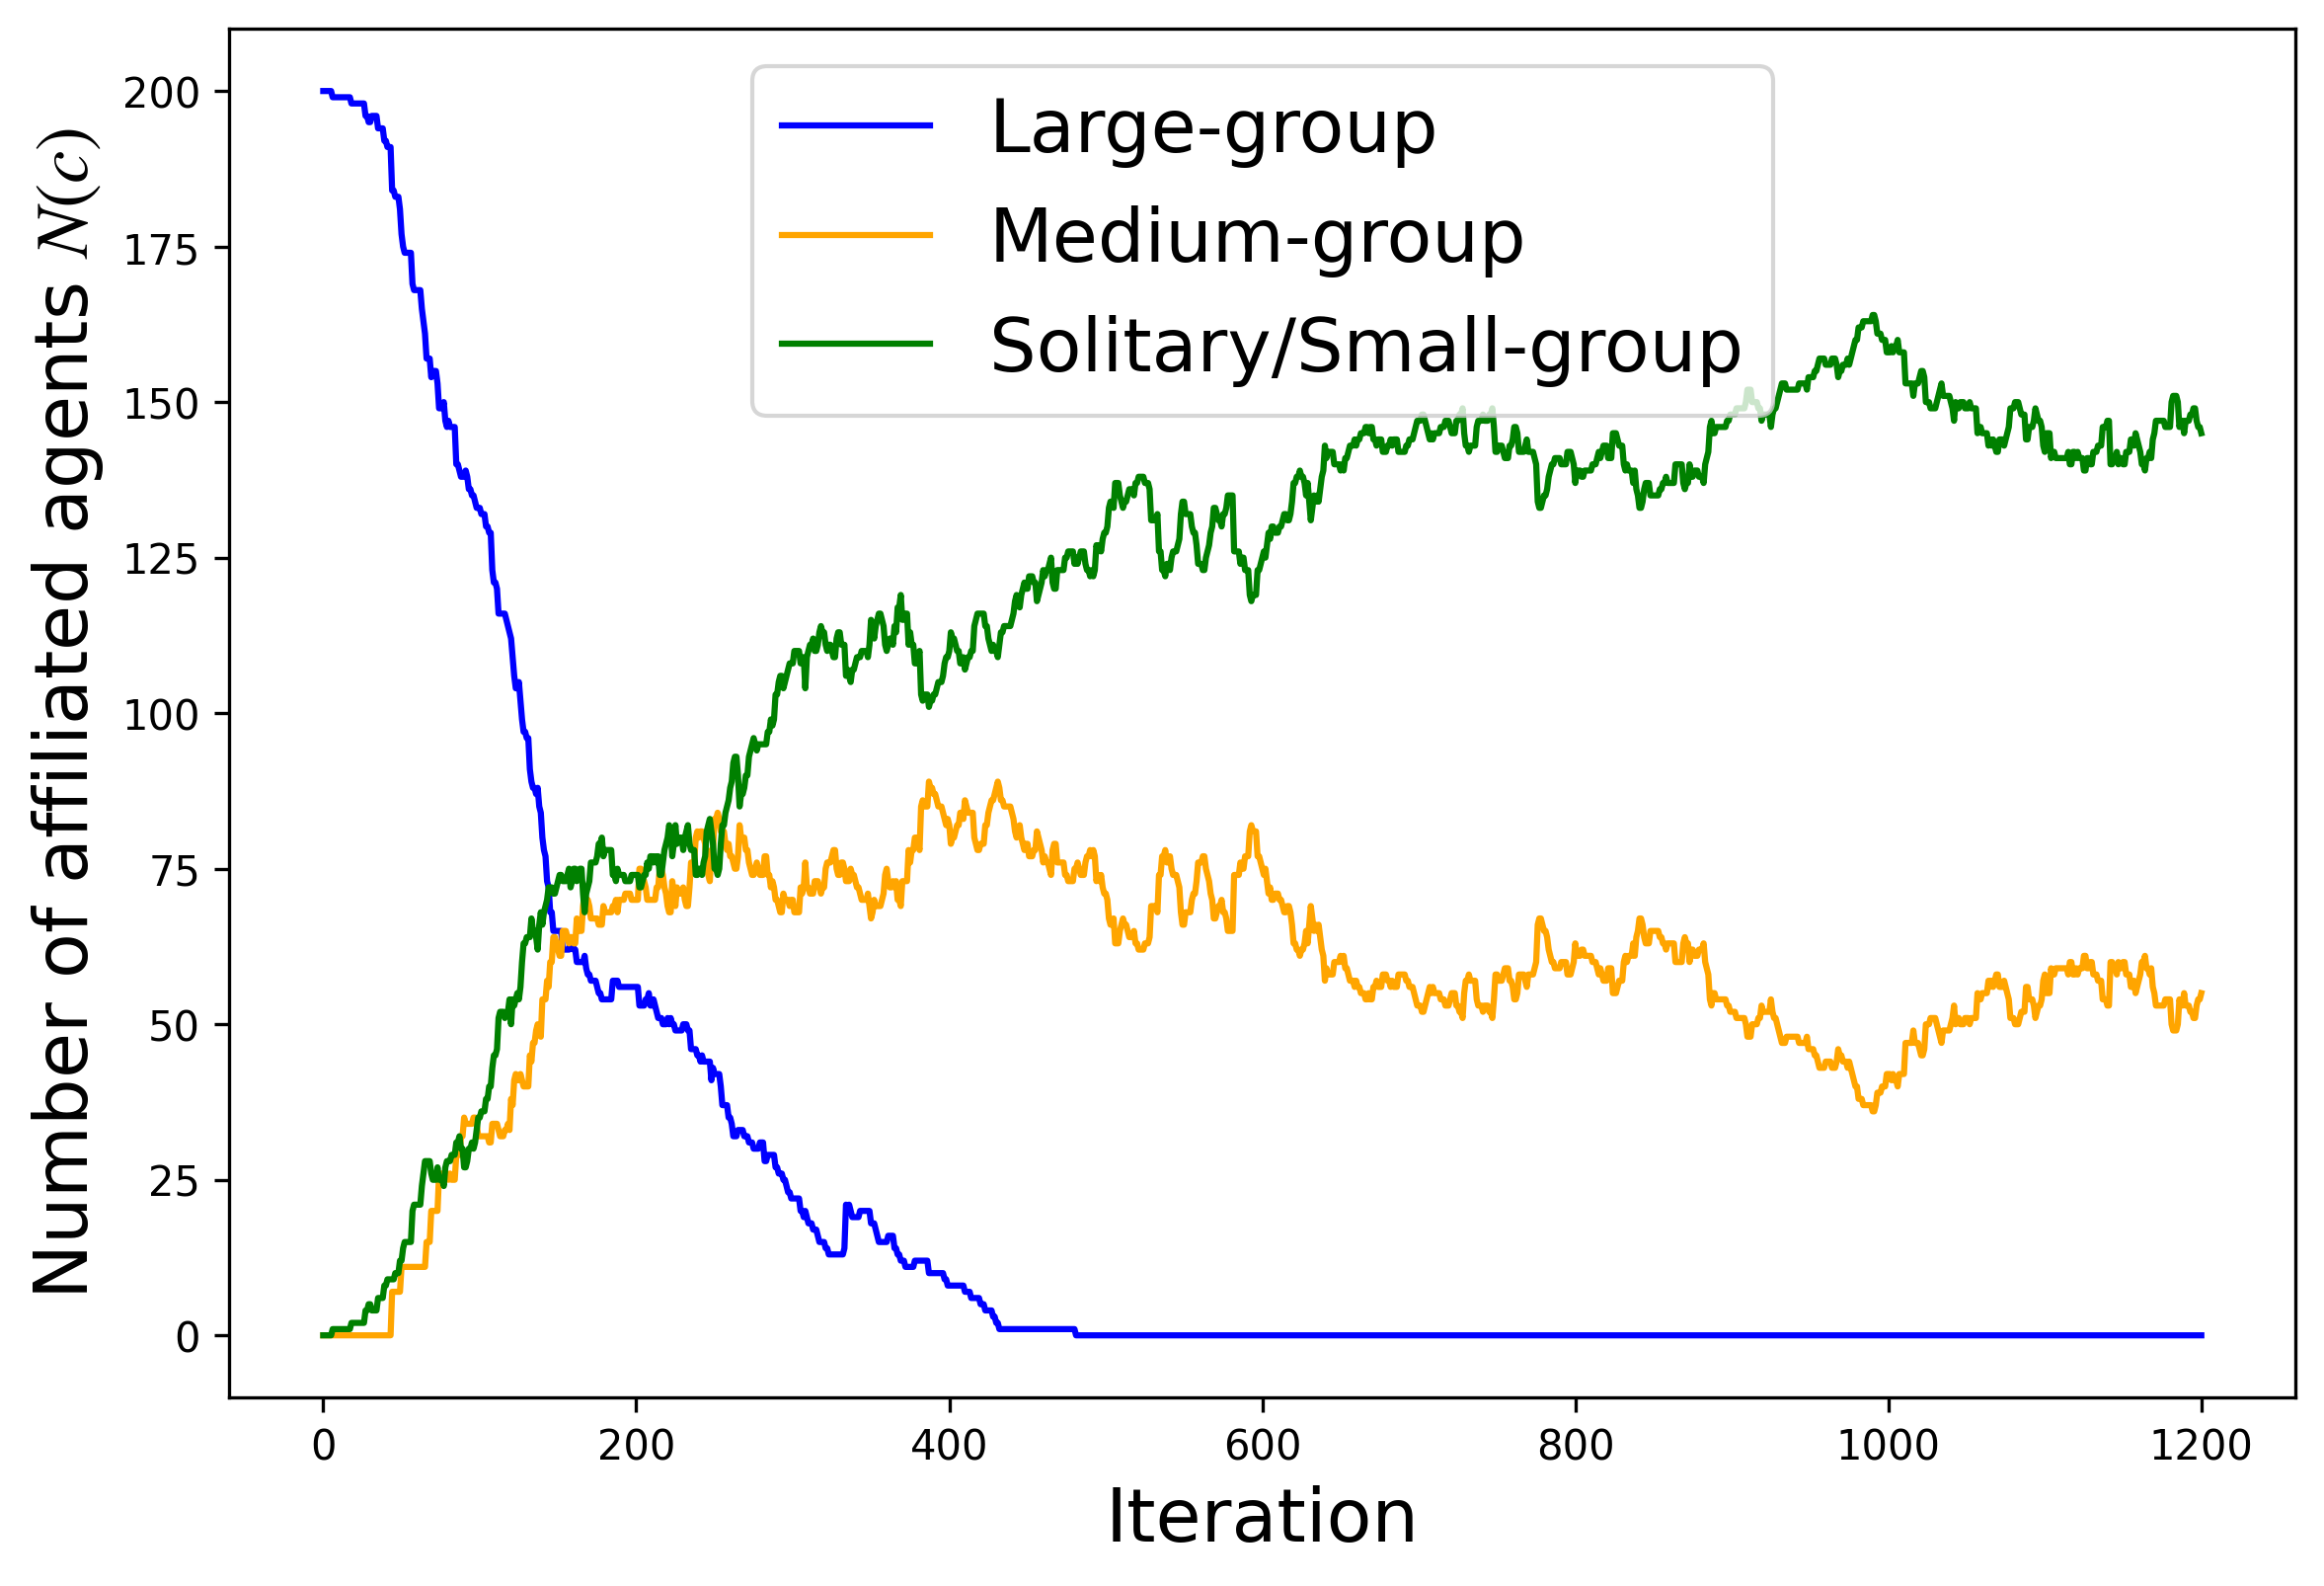 Number of affiliated agents N(c)
200
175
150
125
100
75
50
25
0
Large-group
Medium-group
Solitary/Small-group
0 200 400 600 800 1000 1200
Iteration